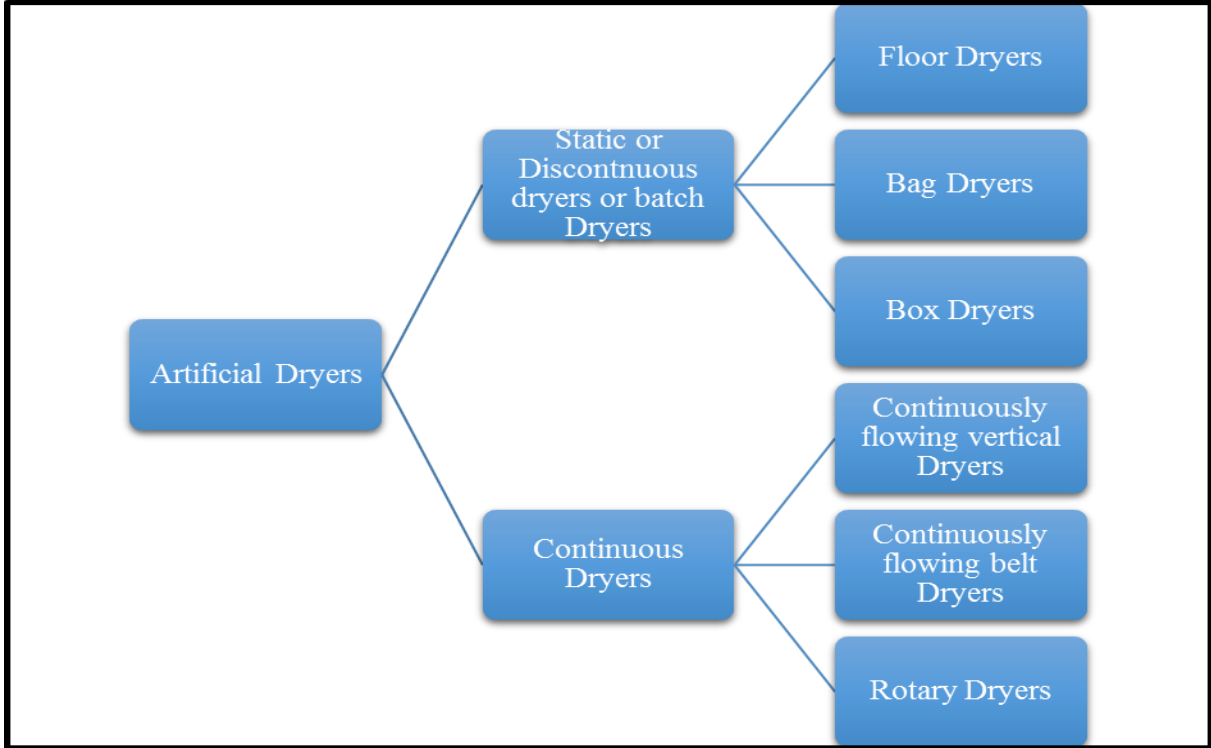 Floor Dryers
Static or
Discontnuous
dryers or batch
Dryers
Bag Dryers
Box Dryers
Artificial Dryers
Continuously
flowing vertical
Dryers
Continuous
Dryers
Continuously
flowing belt
Dryers
Rotary Dryers